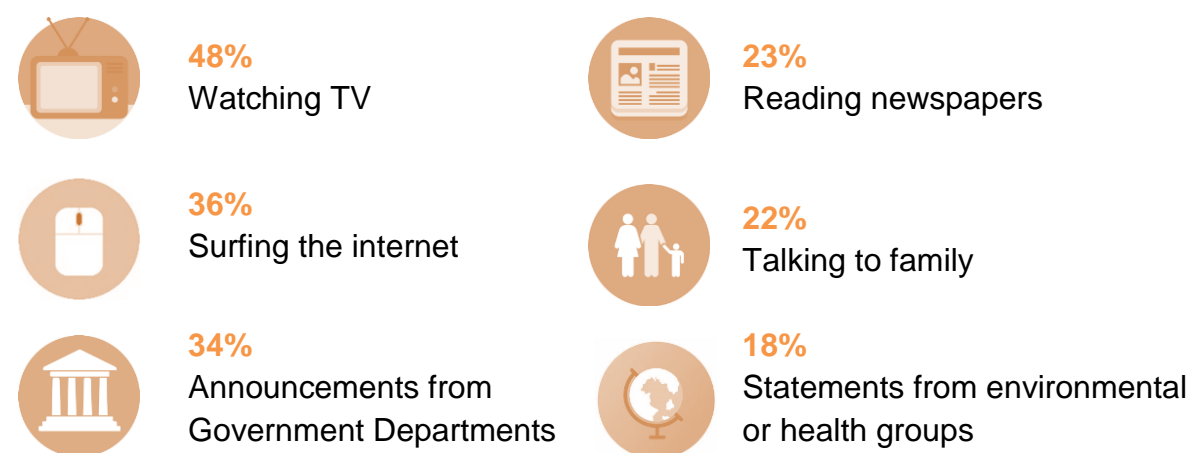 48%
Watching TV
36%
Surfing the internet
34%
Announcements from
Government Departments
23%
Reading newspapers
22%
Talking to family
18%
Statements from environmental
or health groups